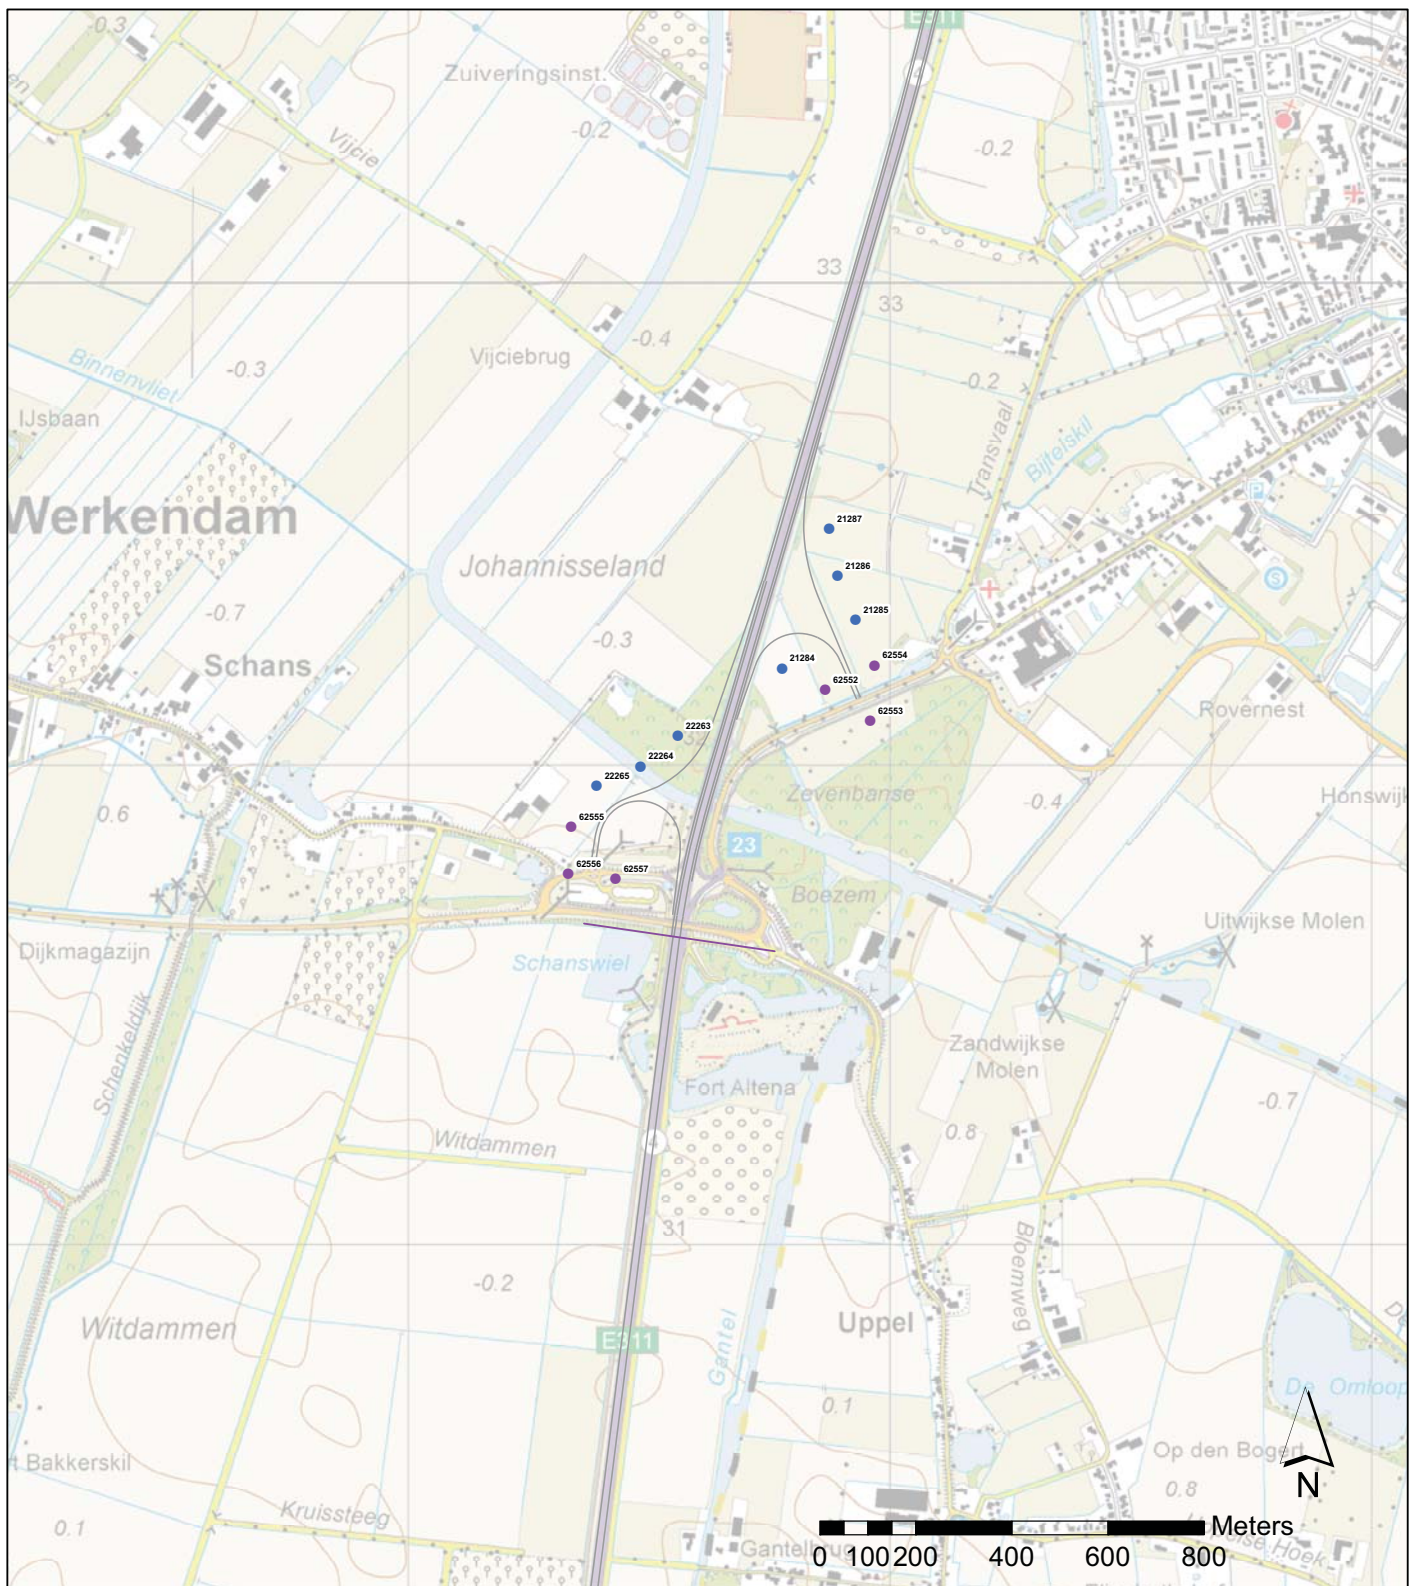 -0.3
E311
Zuiveringsinst.
-0.2
Vijcie
-0.2
33
33
-0.4
Vijciebrug
Binnenvliet
-0.3
-0.2
IJsbaan
Transvaal
Bijtelskil
P
Werkendam
21287
Johannisseland
21286
S
-0.7
21285
-0.3
Schans
62554
21284
62552
62553
Rovernest
22263
32
22264
22265
Zevenbanse
-0.4
Honswijk
0.6
62555
23
62556
62557
Boezem
Uitwijkse Molen
Dijkmagazijn
Schanswiel
Schenkeldijk
Zandwijkse
Molen
Fort Altena
-0.7
0.8
Witdammen
31
Bloemweg
-0.2
Uppel
Witdammen
E311
Gantel
De Omloop
0.1
Op den Bogert
t Bakkerskil
0.8
N
Kruissteeg
0.1
Meters
Hoek
Gantelbrug
0 100 200 400 600 800